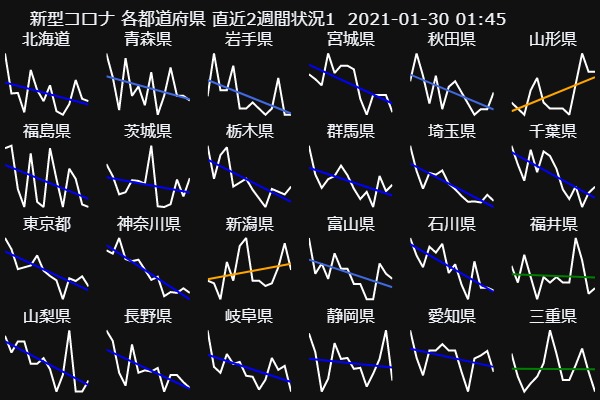 新型コロナ 各都道府県 直近2週間状況1 2021-01-30 01:45
北海道 青森県 岩手県 宮城県 秋田県 山形県
福島県 茨城県 栃木県 群馬県 埼玉県 千葉県
東京都 神奈川県 新潟県 富山県 石川県 福井県
山梨県 長野県 岐阜県 静岡県 愛知県 三重県